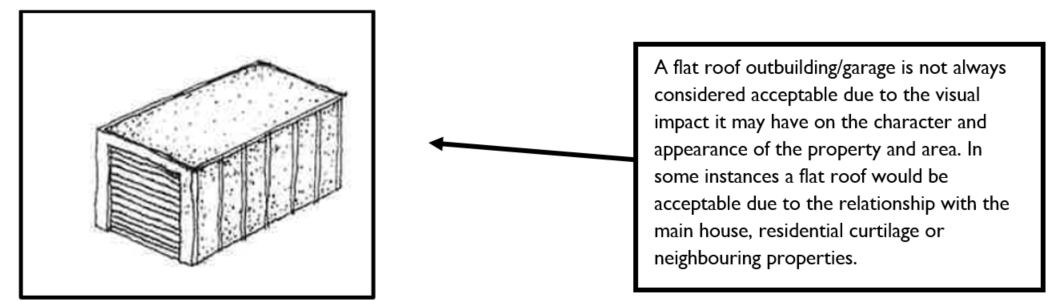 A flat roof outbuilding/garage is not always
considered acceptable due to the visual
impact it may have on the character and
appearance of the property and area. In
some instances a flat roof would be
acceptable due to the relationship with the
main house, residential curtilage or
neighbouring properties.